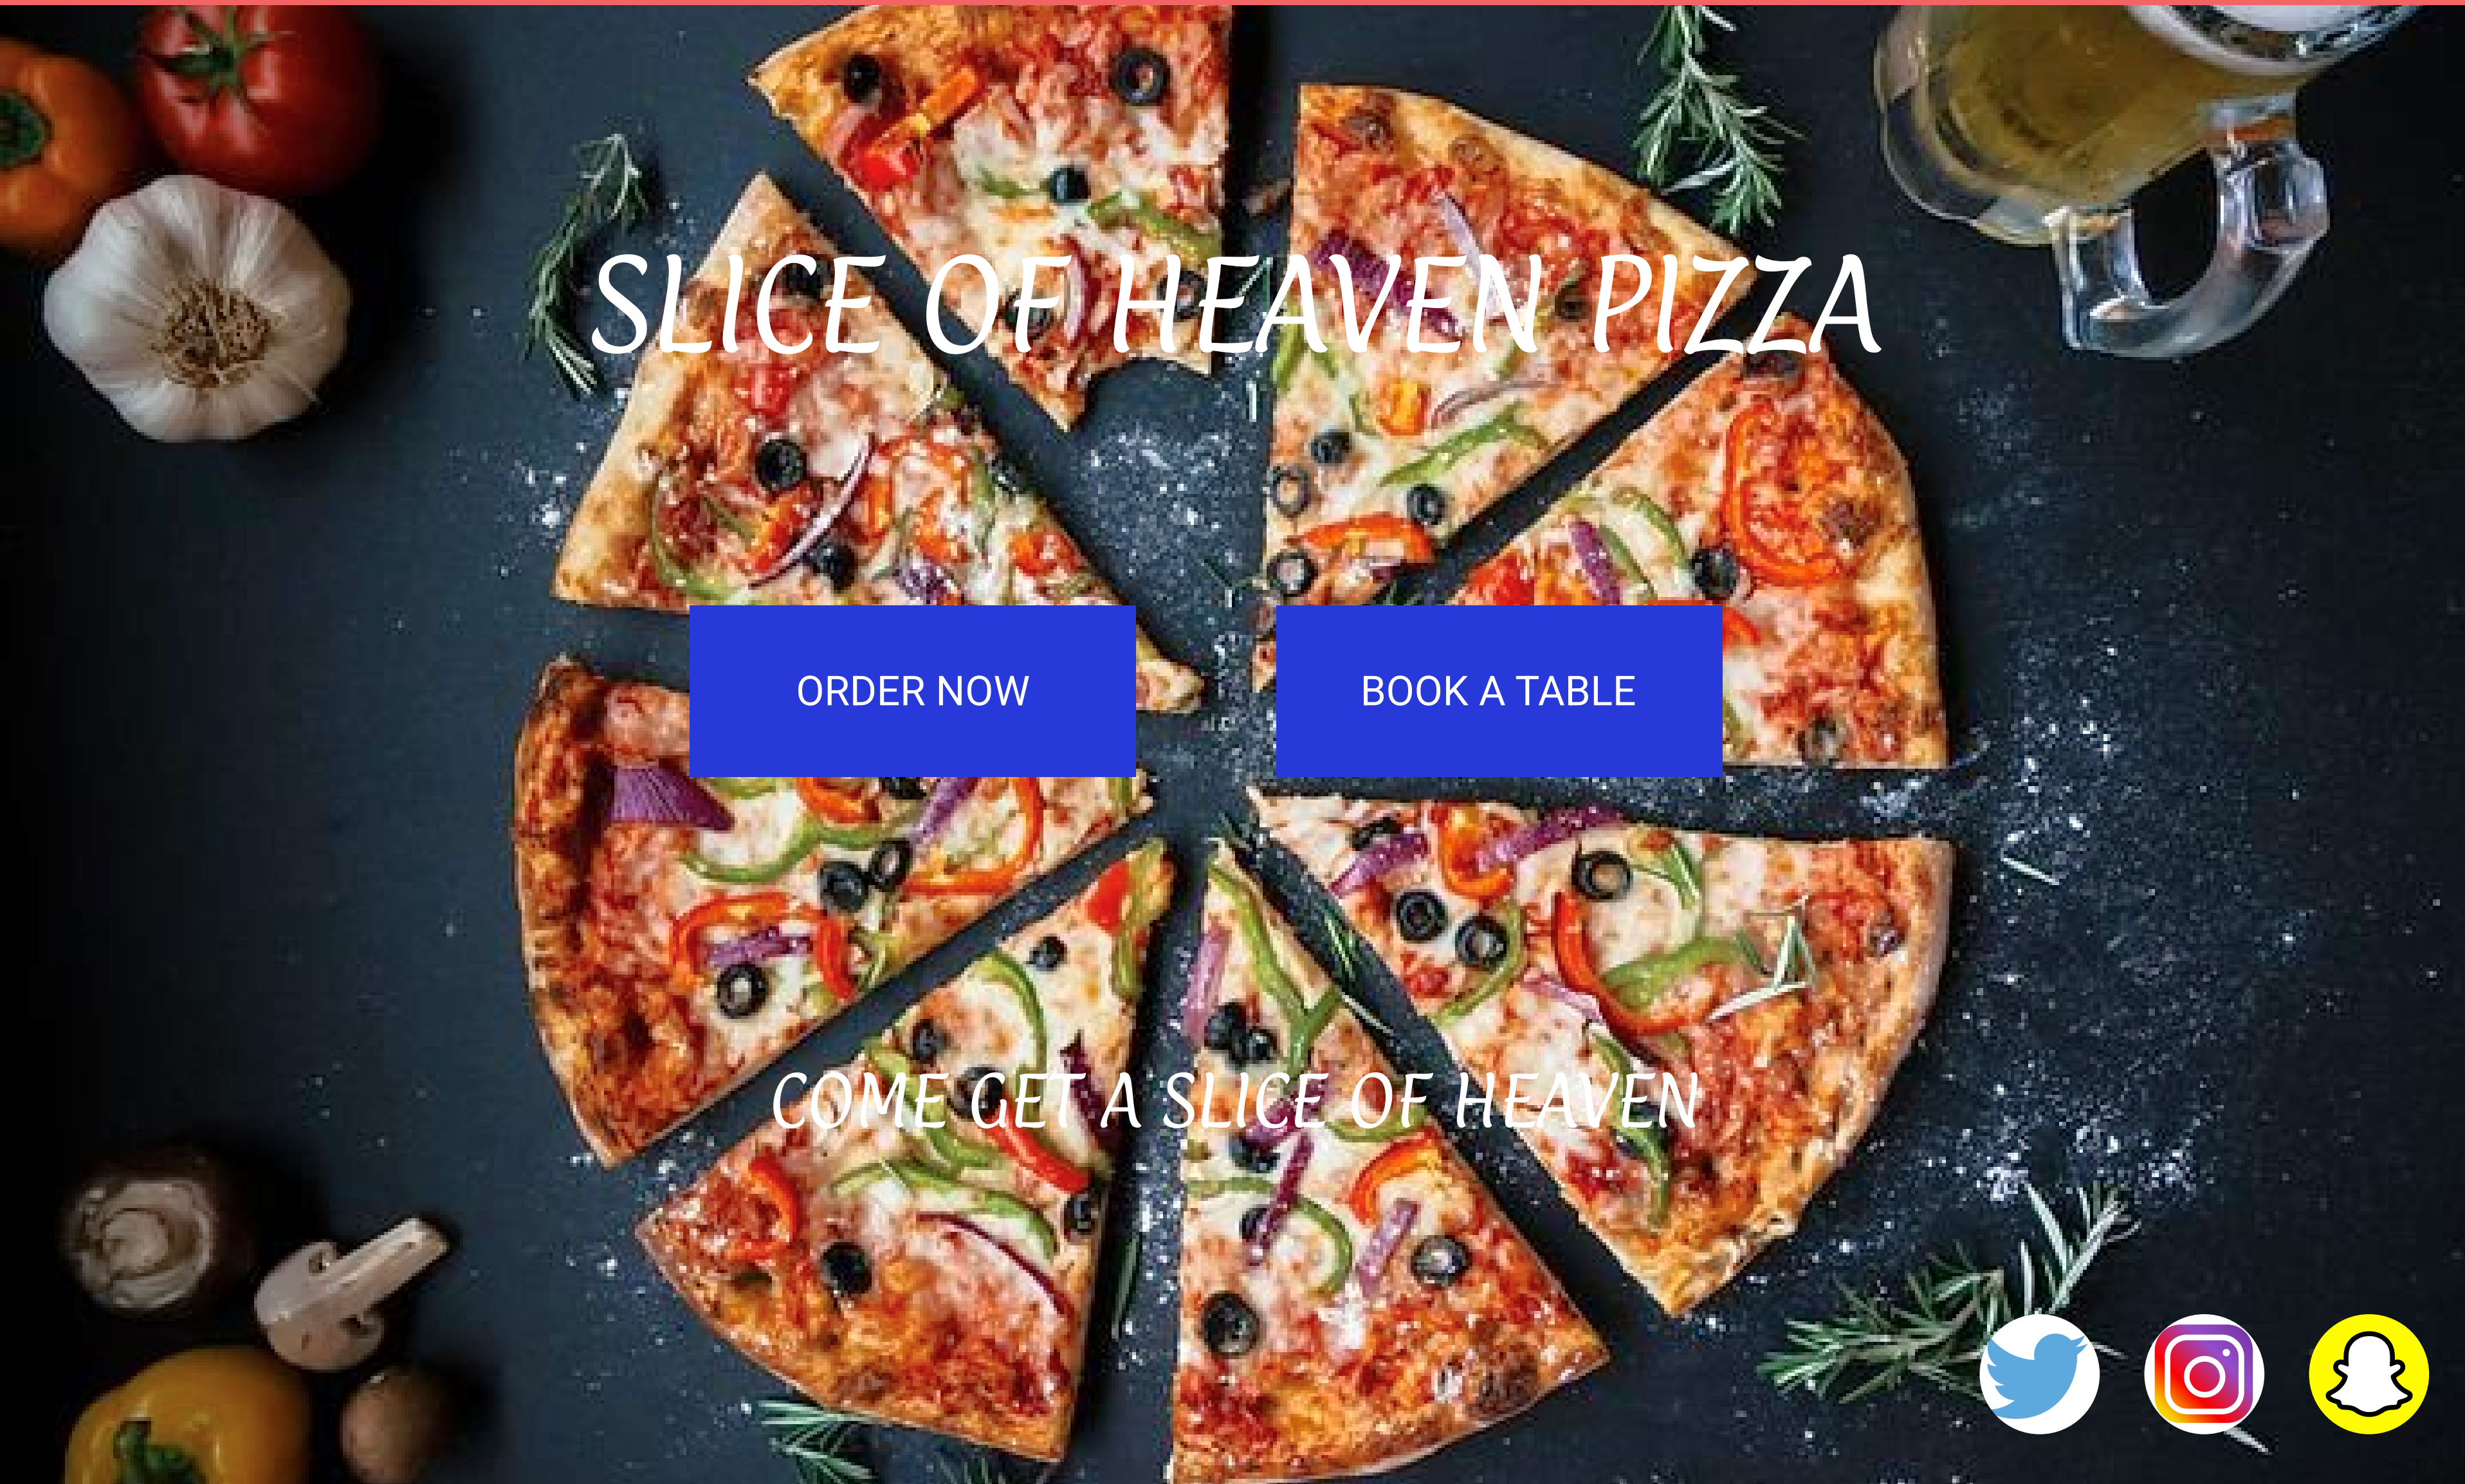 SLICE OF HEAVEN PIZZA
ORDER NOW
BOOK A TABLE
COME GET A SLICE OF HEAVEN